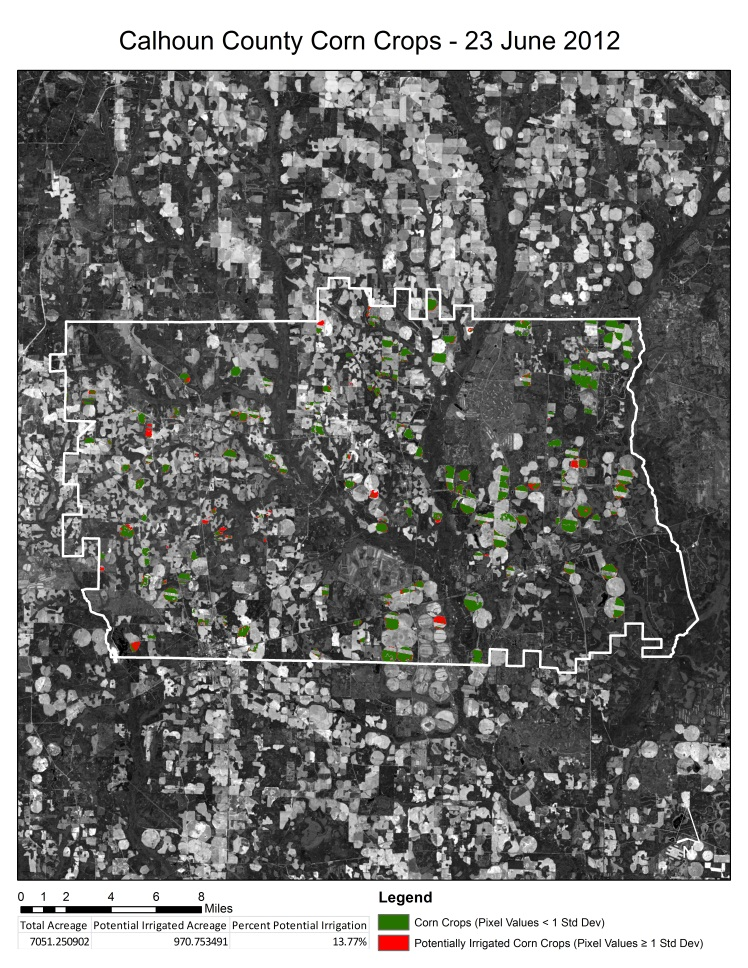 Calhoun County Corn Crops - 23 June 2012
0 1 2 4 6 8
Miles
Total Acreage Potential Irrigated Acreage Percent Potential Irrigation
7051.250902 970.753491 13.77%
Legend
Corn Crops (Pixel Values < 1 Std Dev)
Potentially Irrigated Corn Crops (Pixel Values ≥ 1 Std Dev)